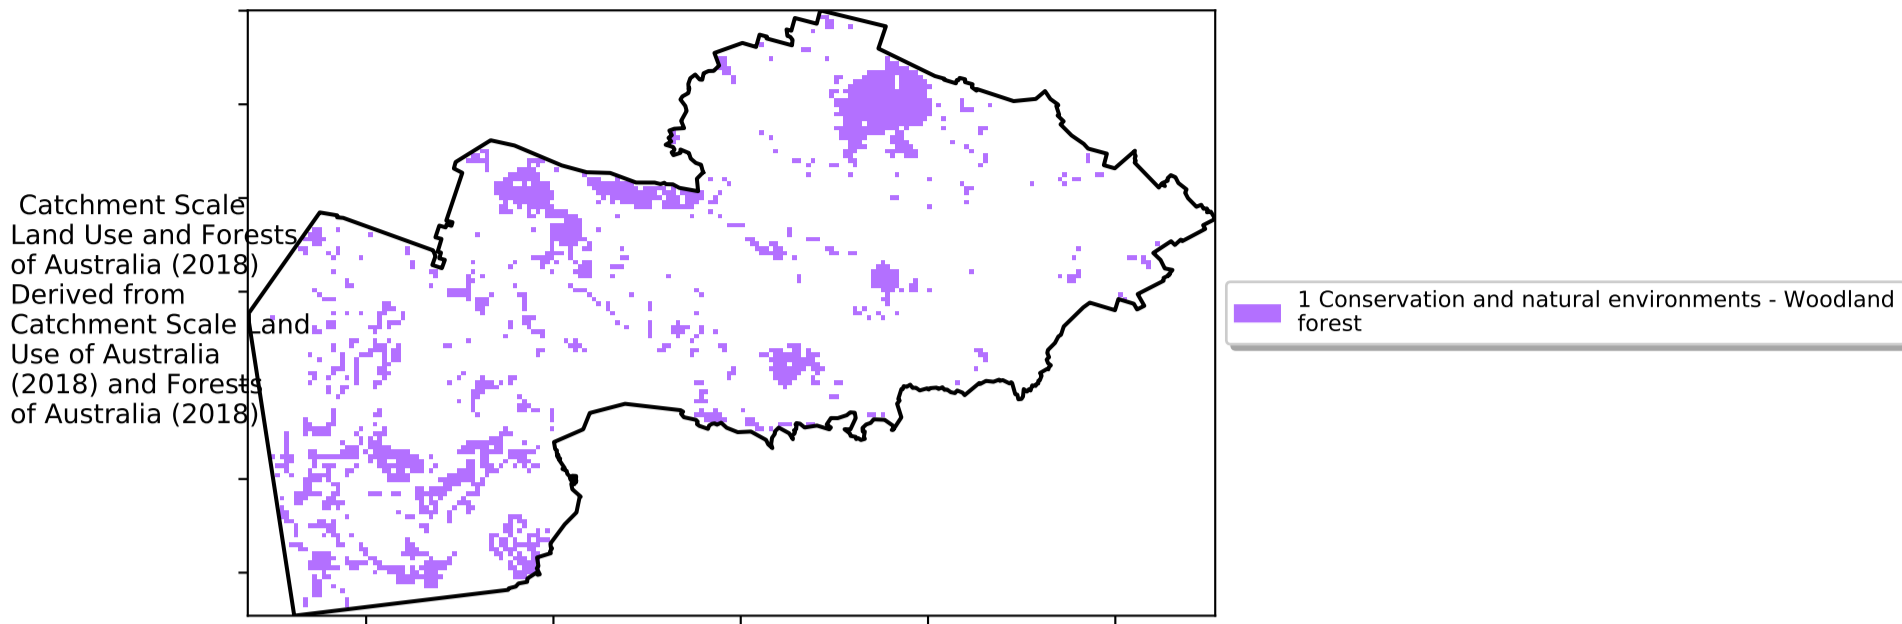 Catchment Scale
Land Use and Forests
of Australia (2018)
Derived from
Catchment Scale Land
Use of Australia
(2018) and Forests
of Australia (2018)
1 Conservation and natural environments - Woodland
forest